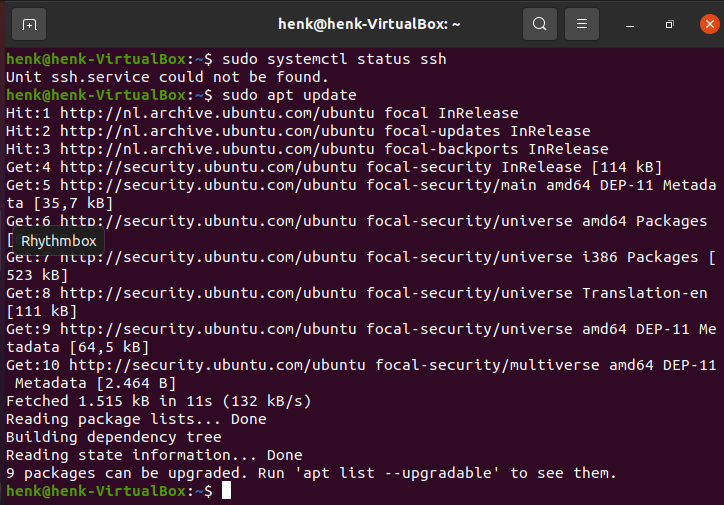 henk@henk-VirtualBox: ~
henk@henk-VirtualBox:~$ sudo systemctl status ssh
Unit ssh.service could not be found.
henk@henk-VirtualBox:~$ sudo apt update
Hit:1 http://nl.archive.ubuntu.com/ubuntu focal InRelease
Hit:2 http://nl.archive.ubuntu.com/ubuntu focal-updates InRelease
Hit:3 http://nl.archive.ubuntu.com/ubuntu focal-backports InRelease
Get:4 http://security.ubuntu.com/ubuntu focal-security InRelease [114 kB]
Get:5 http://security.ubuntu.com/ubuntu focal-security/main amd64 DEP-11 Metada
ta [35,7 kB]
Get:6 http://security.ubuntu.com/ubuntu focal-security/universe amd64 Packages
[
Rhythmbox
Get:7 http://security.ubuntu.com/ubuntu focal-security/universe i386 Packages [
523 kB]
Get:8 http://security.ubuntu.com/ubuntu focal-security/universe Translation-en
[111 kB]
Get:9 http://security.ubuntu.com/ubuntu focal-security/universe amd64 DEP-11 Me
tadata [64,5 kB]
Get:10 http://security.ubuntu.com/ubuntu focal-security/multiverse amd64 DEP-11
 Metadata [2.464 B]
Fetched 1.515 kB in 11s (132 kB/s)
Reading package lists... Done
Building dependency tree
Reading state information... Done
9 packages can be upgraded. Run 'apt list --upgradable' to see them.
henk@henk-VirtualBox:~$